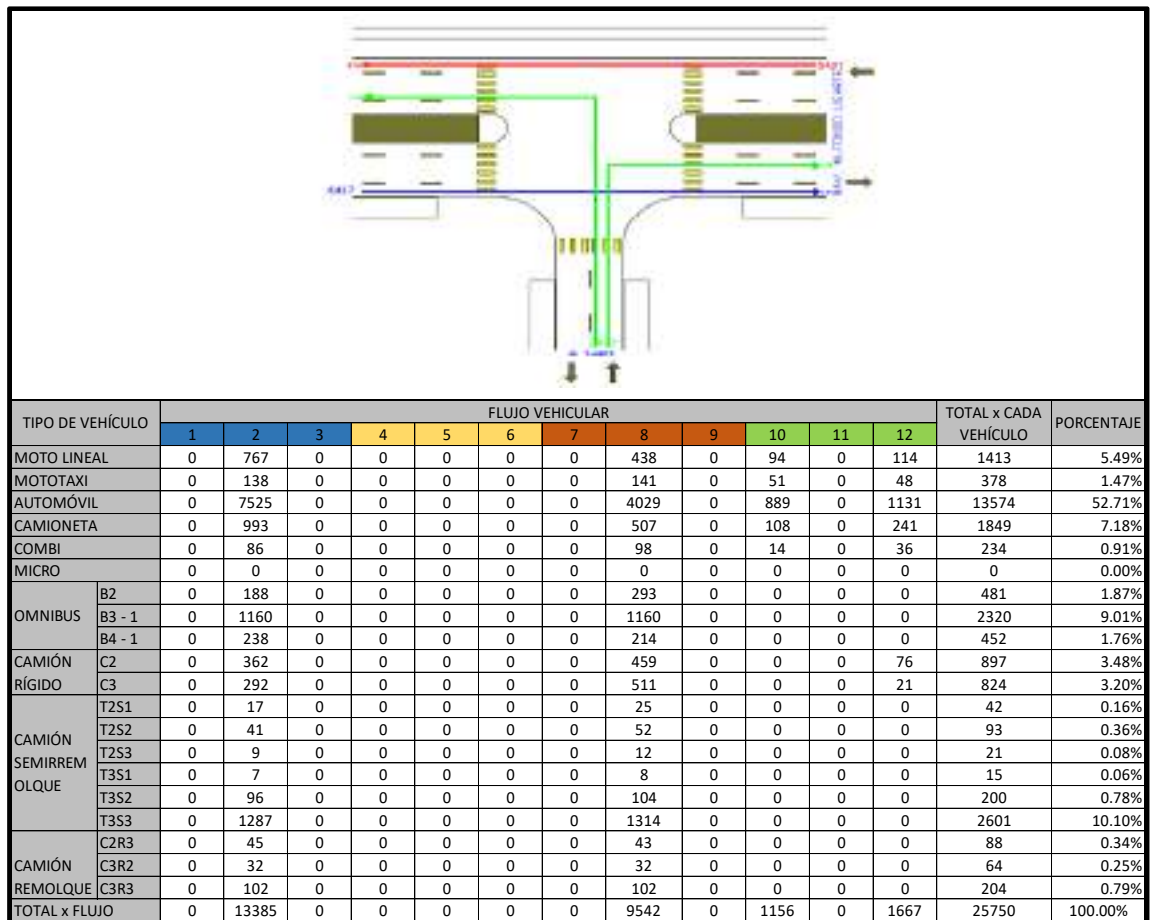 TIPO DE VEHÍCULO FLUJO VEHICULAR TOTAL x CADA VEHÍCULO PORCENTAJE
1 2 3 4 5 6 7 8 9 10 11 12
MOTO LINEAL 0 767 0 0 0 0 0 438 0 94 0 114 1413 5.49%
MOTOTAXI 0 138 0 0 0 0 0 141 0 51 0 48 378 1.47%
AUTOMÓVIL 0 7525 0 0 0 0 0 4029 0 889 0 1131 13574 52.71%
CAMIONETA 0 993 0 0 0 0 0 507 0 108 0 241 1849 7.18%
COMBI 0 86 0 0 0 0 0 98 0 14 0 36 234 0.91%
MICRO 0 0 0 0 0 0 0 0 0 0 0 0 0 0.00%
OMNIBUS B2 0 188 0 0 0 0 0 293 0 0 0 0 481 1.87%
B3 - 1 0 1160 0 0 0 0 0 1160 0 0 0 0 2320 9.01%
B4 - 1 0 238 0 0 0 0 0 214 0 0 0 0 452 1.76%
CAMIÓN RÍGIDO C2 0 362 0 0 0 0 0 459 0 0 0 76 897 3.48%
C3 0 292 0 0 0 0 0 511 0 0 0 21 824 3.20%
CAMIÓN SEMIRREMOLQUE T2S1 0 17 0 0 0 0 0 25 0 0 0 0 42 0.16%
T2S2 0 41 0 0 0 0 0 52 0 0 0 0 93 0.36%
T2S3 0 9 0 0 0 0 0 12 0 0 0 0 21 0.08%
T3S1 0 7 0 0 0 0 0 8 0 0 0 0 15 0.06%
T3S2 0 96 0 0 0 0 0 104 0 0 0 0 200 0.78%
T3S3 0 1287 0 0 0 0 0 1314 0 0 0 0 2601 10.10%
CAMIÓN REMOLQUE C2R3 0 45 0 0 0 0 0 43 0 0 0 0 88 0.34%
C3R2 0 32 0 0 0 0 0 32 0 0 0 0 64 0.25%
C3R3 0 102 0 0 0 0 0 102 0 0 0 0 204 0.79%
TOTAL x FLUJO 0 13385 0 0 0 0 0 9542 0 1156 0 1667 25750 100.00%